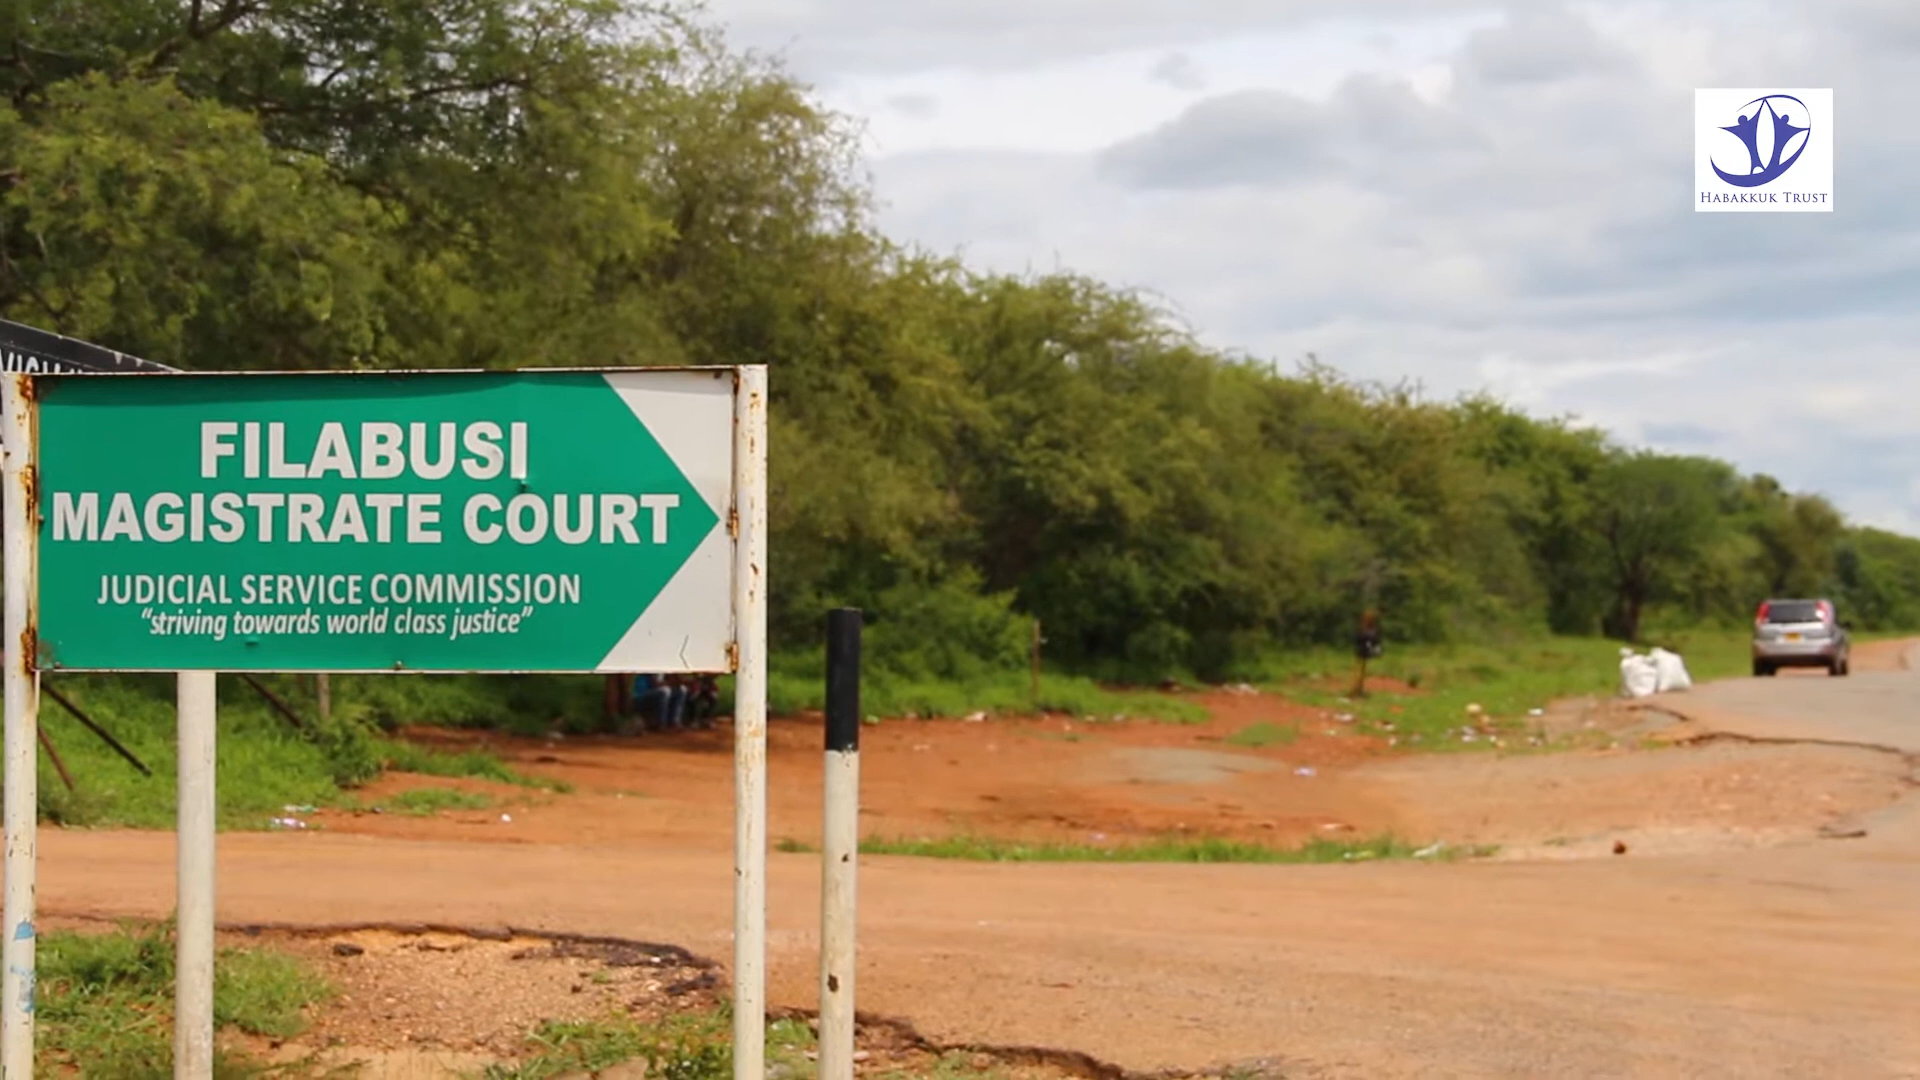 HABAKKUK TRUST
FILABUSI
MAGISTRATE COURT
JUDICIAL SERVICE COMMISSION
“striving towards world class justice”